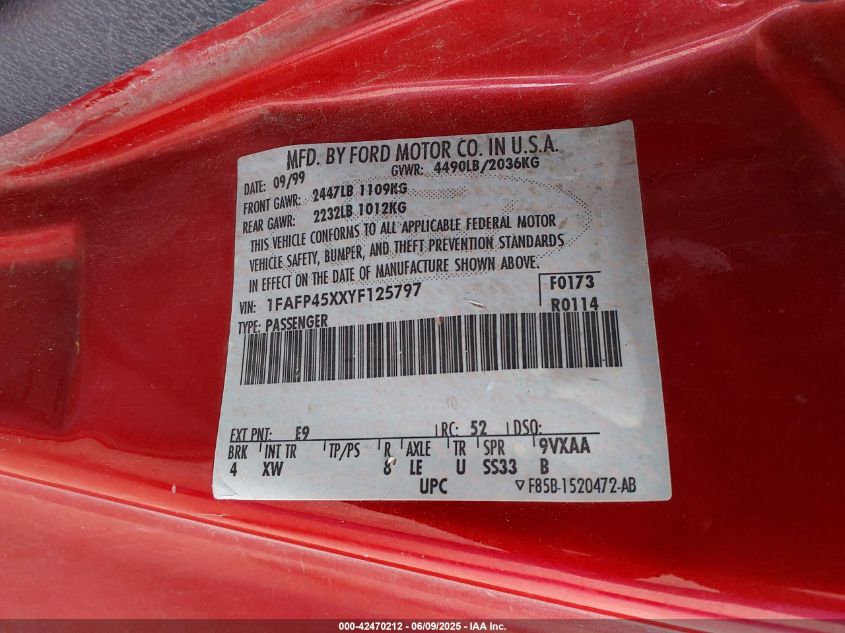 MFD. BY FORD MOTOR CO. IN U.S.A.
DATE: 09/99 GVWR: 4490LB/2036KG
FRONT GAWR: 2447LB 1109KG
REAR GAWR: 2232LB 1012KG
THIS VEHICLE CONFORMS TO ALL APPLICABLE FEDERAL MOTOR
VEHICLE SAFETY, BUMPER, AND THEFT PREVENTION STANDARDS
IN EFFECT ON THE DATE OF MANUFACTURE SHOWN ABOVE.
VIN: 1FAFP45XXYF125797 F0173
TYPE: PASSENGER R0114
EXT PNT: E9 RC: 52 DSO:
BRK INT TR TP/PS R AXLE TR SPR 9VXAA
4 XW 8 LE U SS33 B
UPC ▽F85B-1520472-AB
000-42470212 - 06/09/2025 - IAA Inc.